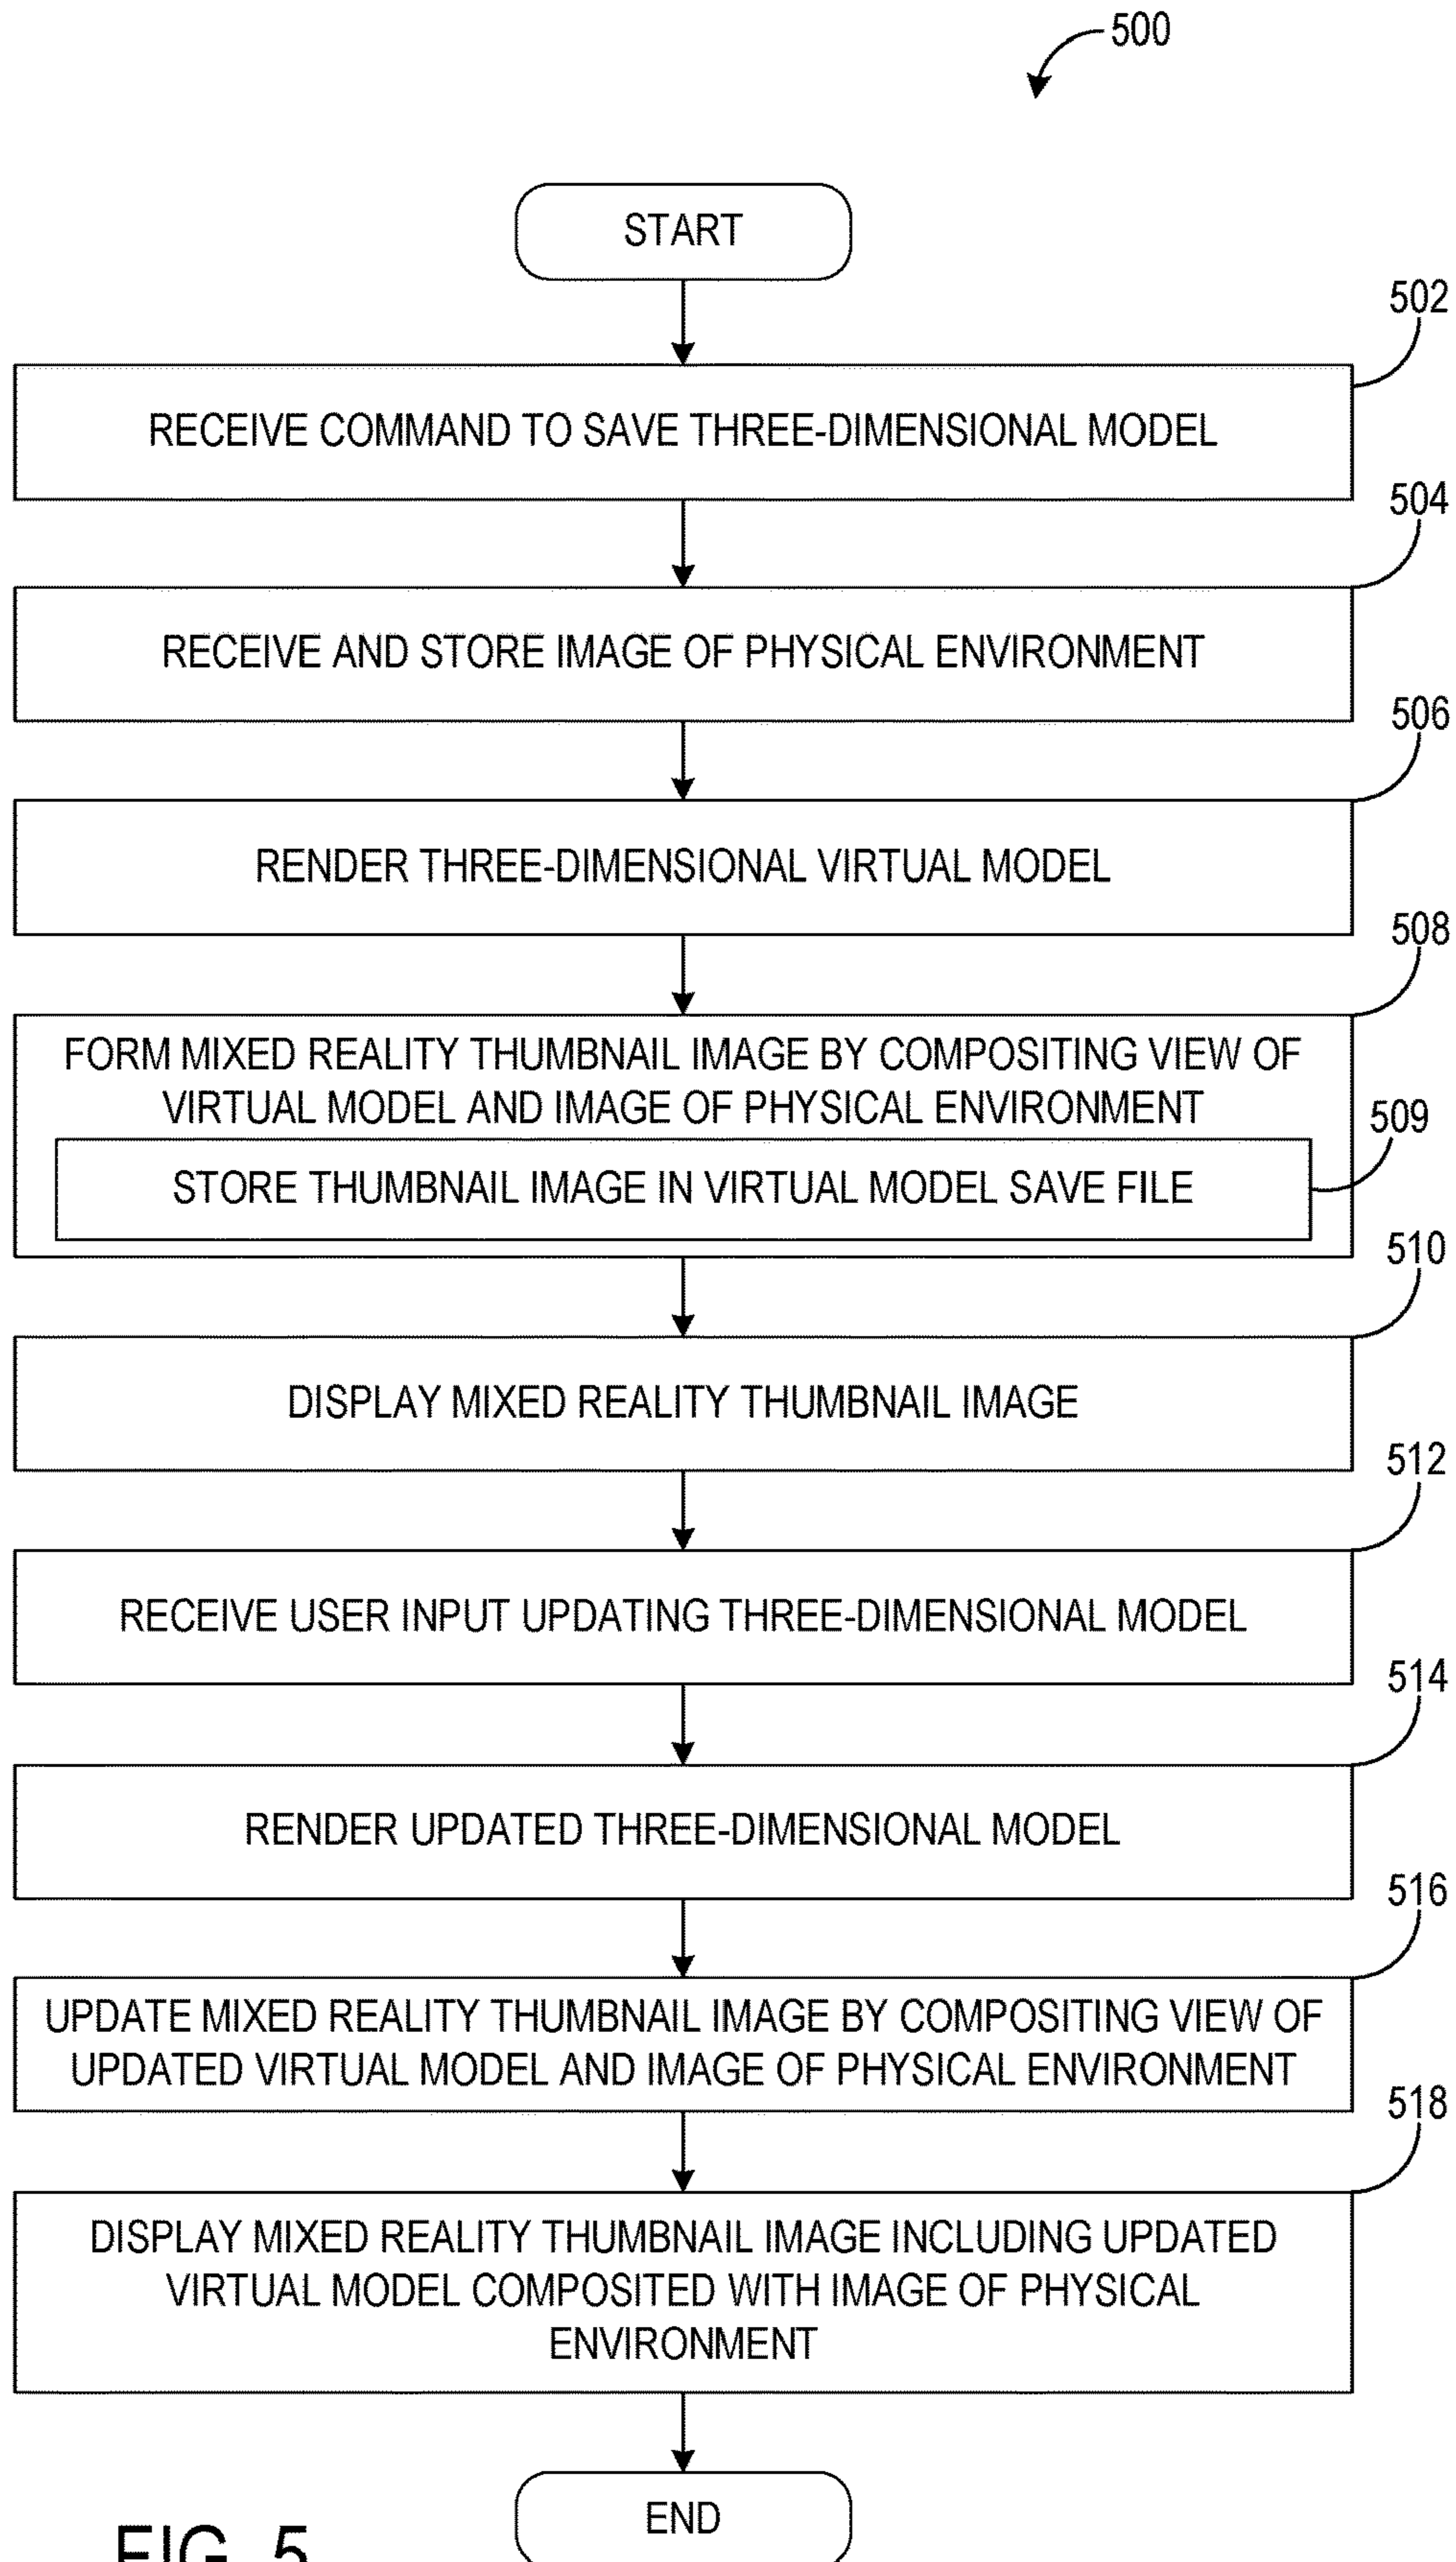 500
START
502
RECEIVE COMMAND TO SAVE THREE-DIMENSIONAL MODEL
504
RECEIVE AND STORE IMAGE OF PHYSICAL ENVIRONMENT
506
RENDER THREE-DIMENSIONAL VIRTUAL MODEL
508
FORM MIXED REALITY THUMBNAIL IMAGE BY COMPOSITING VIEW OF
VIRTUAL MODEL AND IMAGE OF PHYSICAL ENVIRONMENT
509
STORE THUMBNAIL IMAGE IN VIRTUAL MODEL SAVE FILE
510
DISPLAY MIXED REALITY THUMBNAIL IMAGE
512
RECEIVE USER INPUT UPDATING THREE-DIMENSIONAL MODEL
514
RENDER UPDATED THREE-DIMENSIONAL MODEL
516
UPDATE MIXED REALITY THUMBNAIL IMAGE BY COMPOSITING VIEW OF
UPDATED VIRTUAL MODEL AND IMAGE OF PHYSICAL ENVIRONMENT
518
DISPLAY MIXED REALITY THUMBNAIL IMAGE INCLUDING UPDATED
VIRTUAL MODEL COMPOSITED WITH IMAGE OF PHYSICAL
ENVIRONMENT
END
FIG. 5